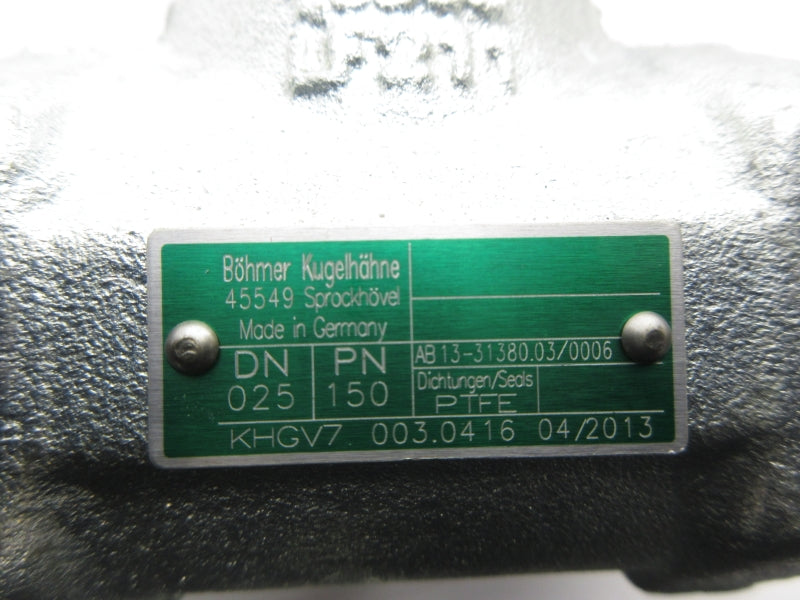 Böhmer Kugelhähne
45549 Sprockhövel
Made in Germany
DN PN
025 150
AB 13-31380.03/0006
Dichtungen/Seals
PTFE
KHGV7 003.0416 04/2013